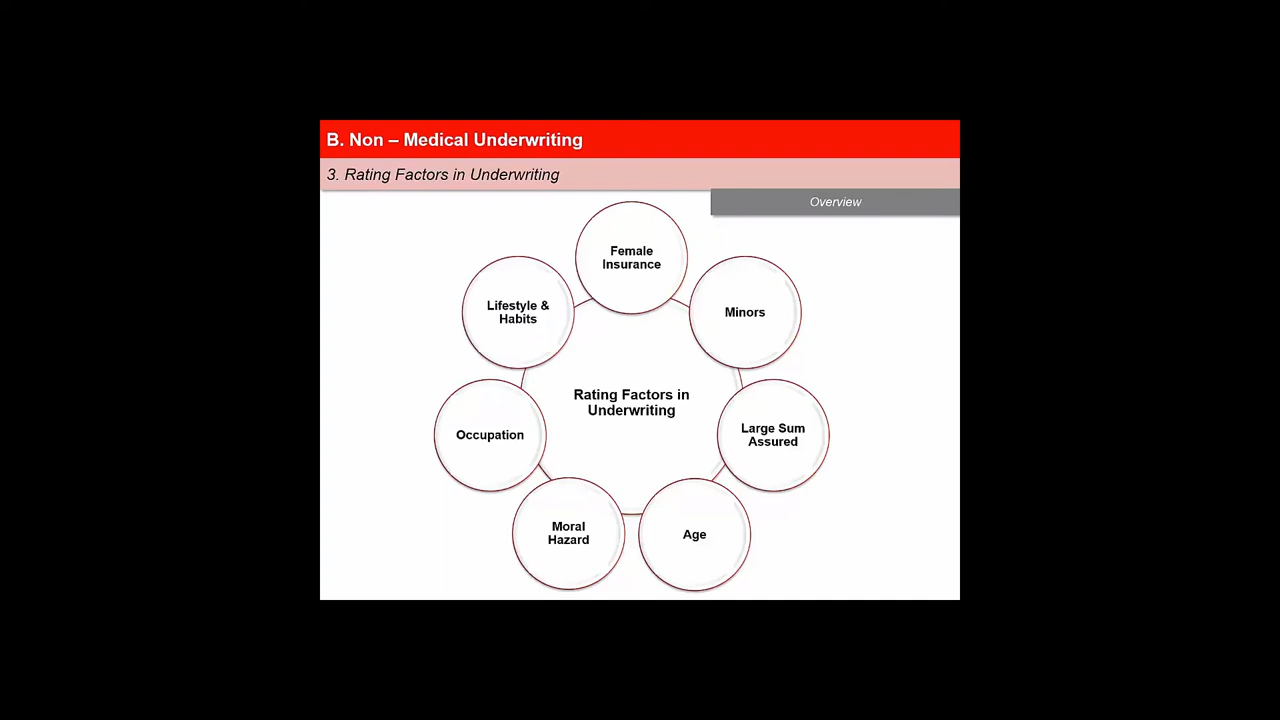 B. Non – Medical Underwriting
3. Rating Factors in Underwriting
Overview
Female
Insurance
Minors
Large Sum
Assured
Age
Moral
Hazard
Occupation
Lifestyle &
Habits
Rating Factors in
Underwriting